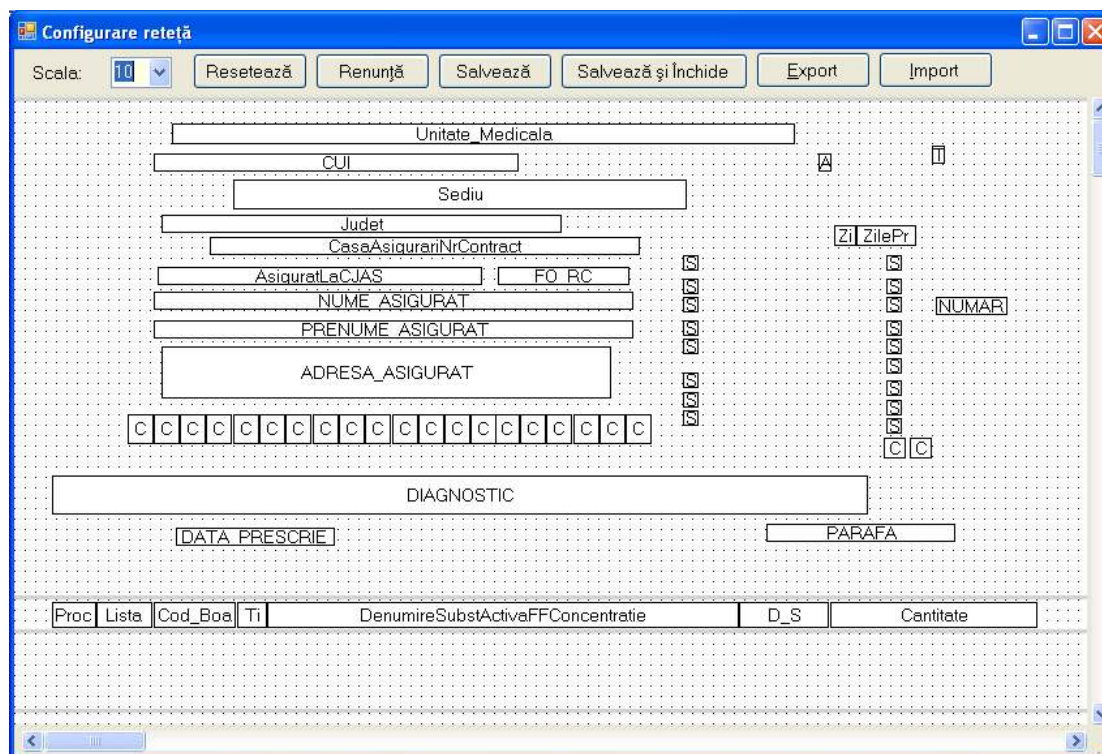 Configurare rețetă
Scala: 10 Resetează Renunță Salvează Salvează și Închide Export Import
Unitate_Medicala
CUI A T
Sediu
Judet
Zi ZilePr
CasaAsigurariNrContract
S S
AsiguratLaCJAS FO_RC
S S
NUME_ASIGURAT S S NUMAR
PRENUME_ASIGURAT S S
S S
S
ADRESA_ASIGURAT
S S
S S
S S
C C C C C C C C C C C C C C C C C C C C
C C
DIAGNOSTIC
DATA_PRESCRIE PARAFA
Proc Lista Cod_Boa Ti DenumireSubstActivaFFConcentratie D_S Cantitate